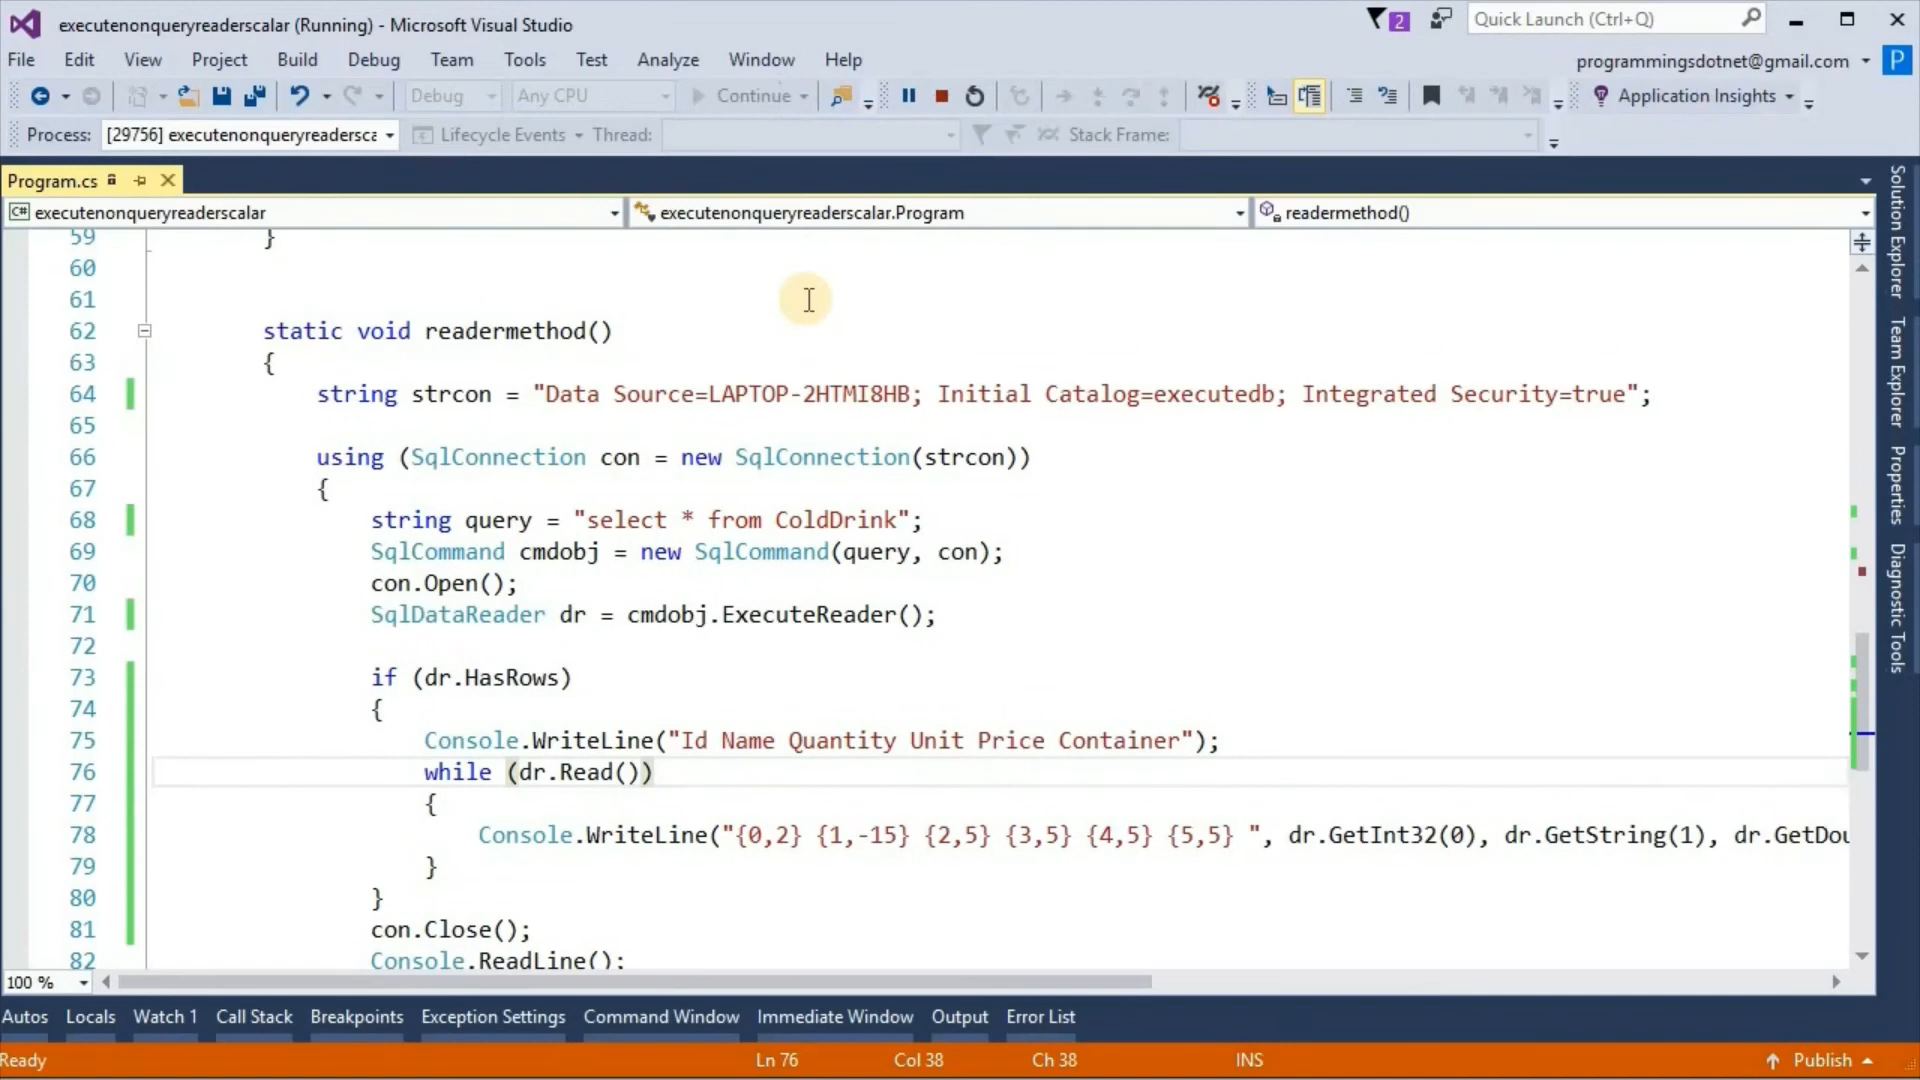 executenonqueryreaderscalar (Running) - Microsoft Visual Studio
2
Quick Launch (Ctrl+Q)
File Edit View Project Build Debug Team Tools Test Analyze Window Help
programmingsdotnet@gmail.com P
Debug Any CPU Continue Application Insights
Process: [29756] executenonqueryreadersca Lifecycle Events Thread: Stack Frame:
Program.cs
C# executenonqueryreaderscalar executenonqueryreaderscalar.Program readermethod()
59 }
60
61
62 static void readermethod()
63 {
64 string strcon = "Data Source=LAPTOP-2HTMI8HB; Initial Catalog=executedb; Integrated Security=true";
65
66 using (SqlConnection con = new SqlConnection(strcon))
67 {
68 string query = "select * from ColdDrink";
69 SqlCommand cmdobj = new SqlCommand(query, con);
70 con.Open();
71 SqlDataReader dr = cmdobj.ExecuteReader();
72
73 if (dr.HasRows)
74 {
75 Console.WriteLine("Id Name Quantity Unit Price Container");
76 while (dr.Read())
77 {
78 Console.WriteLine("{0,2} {1,-15} {2,5} {3,5} {4,5} {5,5} ", dr.GetInt32(0), dr.GetString(1), dr.GetDou
79 }
80 }
81 con.Close();
82 Console.ReadLine();
100 %
Autos Locals Watch 1 Call Stack Breakpoints Exception Settings Command Window Immediate Window Output Error List
Ready Ln 76 Col 38 Ch 38 INS Publish
Solution Explorer
Team Explorer
Properties
Diagnostic Tools